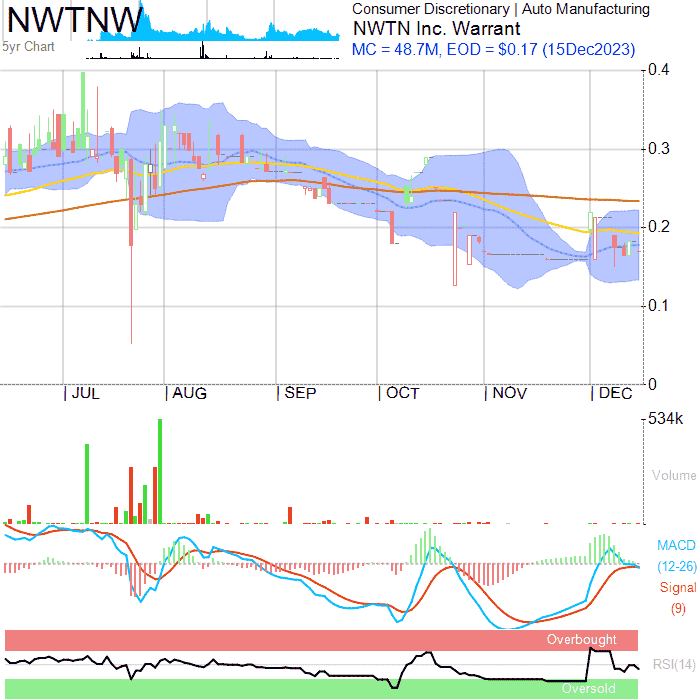 NWTNW
5yr Chart
Consumer Discretionary | Auto Manufacturing
NWTN Inc. Warrant
MC = 48.7M, EOD = $0.17 (15Dec2023)
0.4
0.3
0.2
0.1
0
| JUL | AUG | SEP | OCT | NOV | DEC
534k
Volume
MACD
(12-26)
Signal
(9)
Overbought
RSI(14)
Oversold